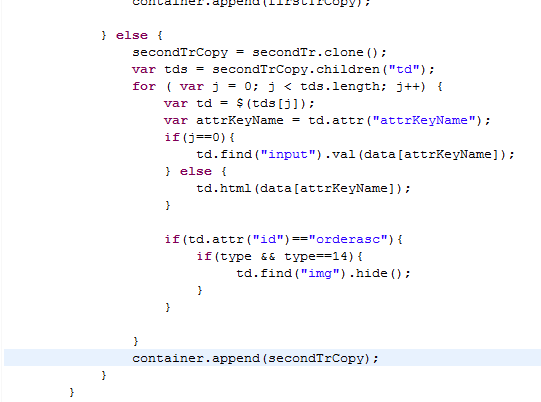 container.append(firstTrCopy);
} else {
secondTrCopy = secondTr.clone();
var tds = secondTrCopy.children("td");
for ( var j = 0; j < tds.length; j++) {
var td = $(tds[j]);
var attrKeyName = td.attr("attrKeyName");
if(j==0){
td.find("input").val(data[attrKeyName]);
} else {
td.html(data[attrKeyName]);
}
if(td.attr("id")=="orderasc"){
if(type && type==14){
td.find("img").hide();
}
}
}
container.append(secondTrCopy);
}
}